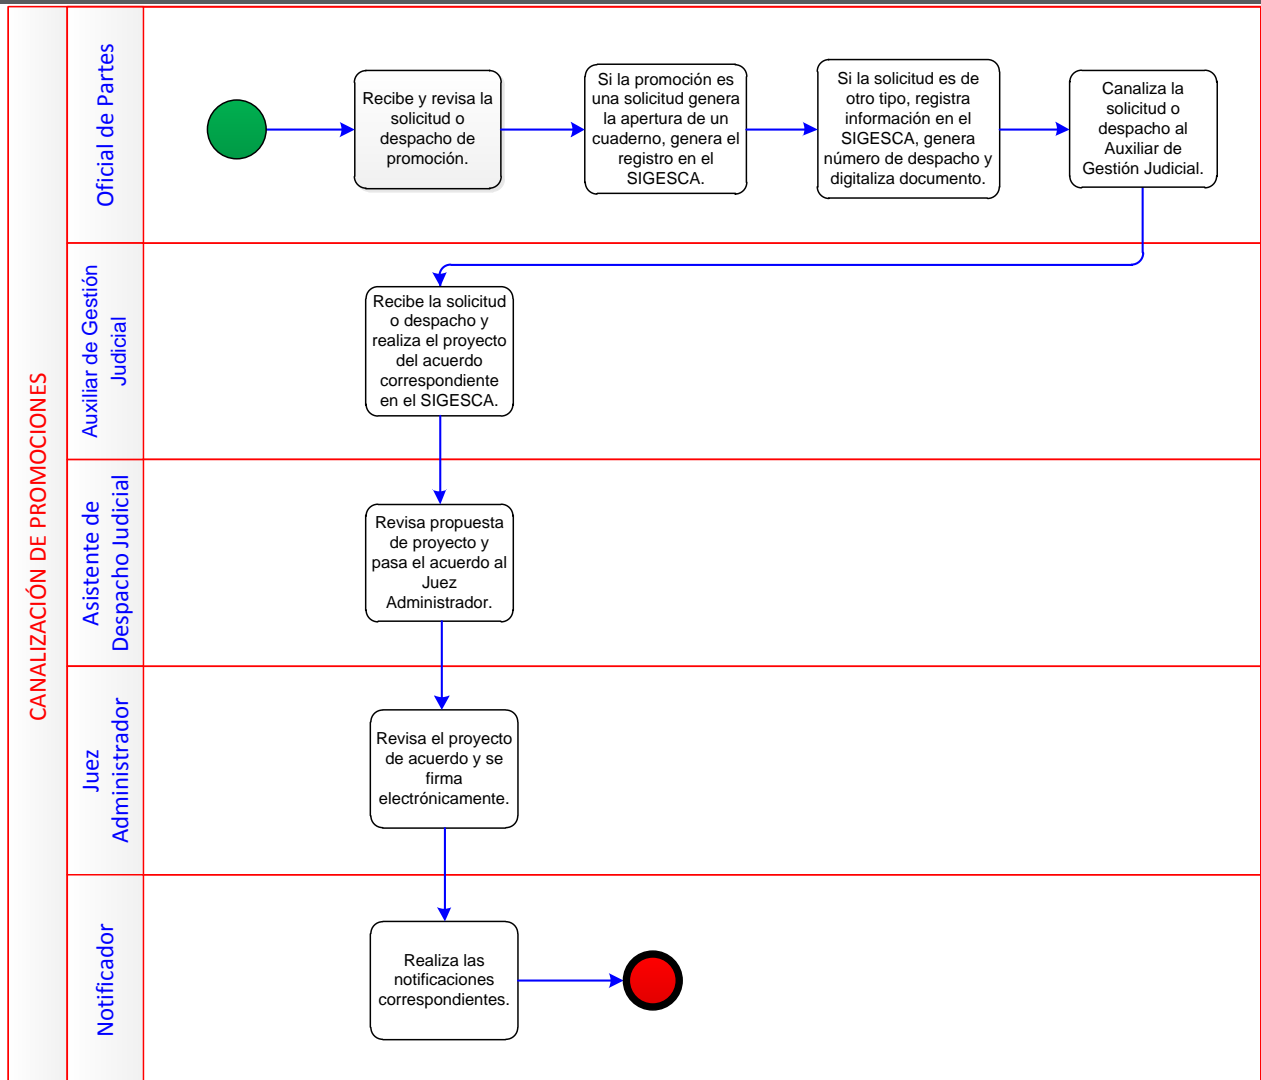 CANALIZACIÓN DE PROMOCIONES
Oficial de Partes
Recibe y revisa la
solicitud o
despacho de
promoción.
Si la promoción es
una solicitud genera
la apertura de un
cuaderno, genera el
registro en el
SIGESCA.
Si la solicitud es de
otro tipo, registra
información en el
SIGESCA, genera
número de despacho y
digitaliza documento.
Canaliza la
solicitud o
despacho al
Auxiliar de
Gestión Judicial.
Auxiliar de Gestión
Judicial
Recibe la solicitud
o despacho y
realiza el proyecto
del acuerdo
correspondiente
en el SIGESCA.
Asistente de
Despacho Judicial
Revisa propuesta
de proyecto y
pasa el acuerdo al
Juez
Administrador.
Juez
Administrador
Revisa el proyecto
de acuerdo y se
firma
electrónicamente.
Notificador
Realiza las
notificaciones
correspondientes.